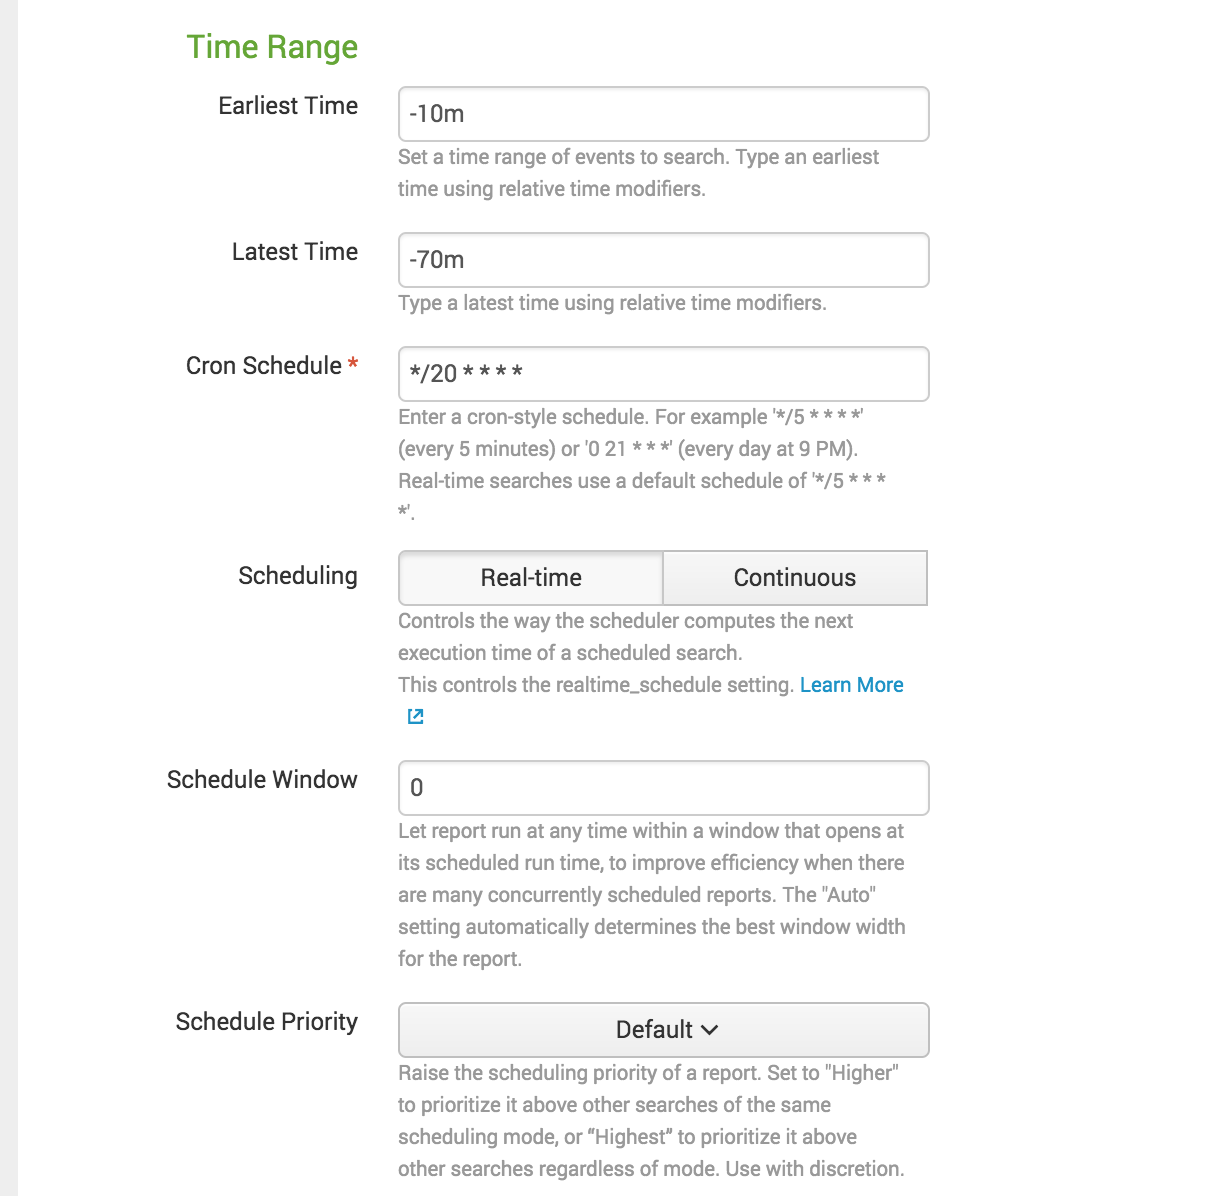 Time Range
Earliest Time
-10m
Set a time range of events to search. Type an earliest
time using relative time modifiers.
Latest Time
-70m
Type a latest time using relative time modifiers.
Cron Schedule *
*/20 * * * *
Enter a cron-style schedule. For example '*/5 * * * *'
(every 5 minutes) or '0 21 * * *' (every day at 9 PM).
Real-time searches use a default schedule of '*/5 * * *
*'.
Scheduling
Real-time
Continuous
Controls the way the scheduler computes the next
execution time of a scheduled search.
This controls the realtime_schedule setting. Learn More
Schedule Window
0
Let report run at any time within a window that opens at
its scheduled run time, to improve efficiency when there
are many concurrently scheduled reports. The "Auto"
setting automatically determines the best window width
for the report.
Schedule Priority
Default
Raise the scheduling priority of a report. Set to "Higher"
to prioritize it above other searches of the same
scheduling mode, or “Highest” to prioritize it above
other searches regardless of mode. Use with discretion.